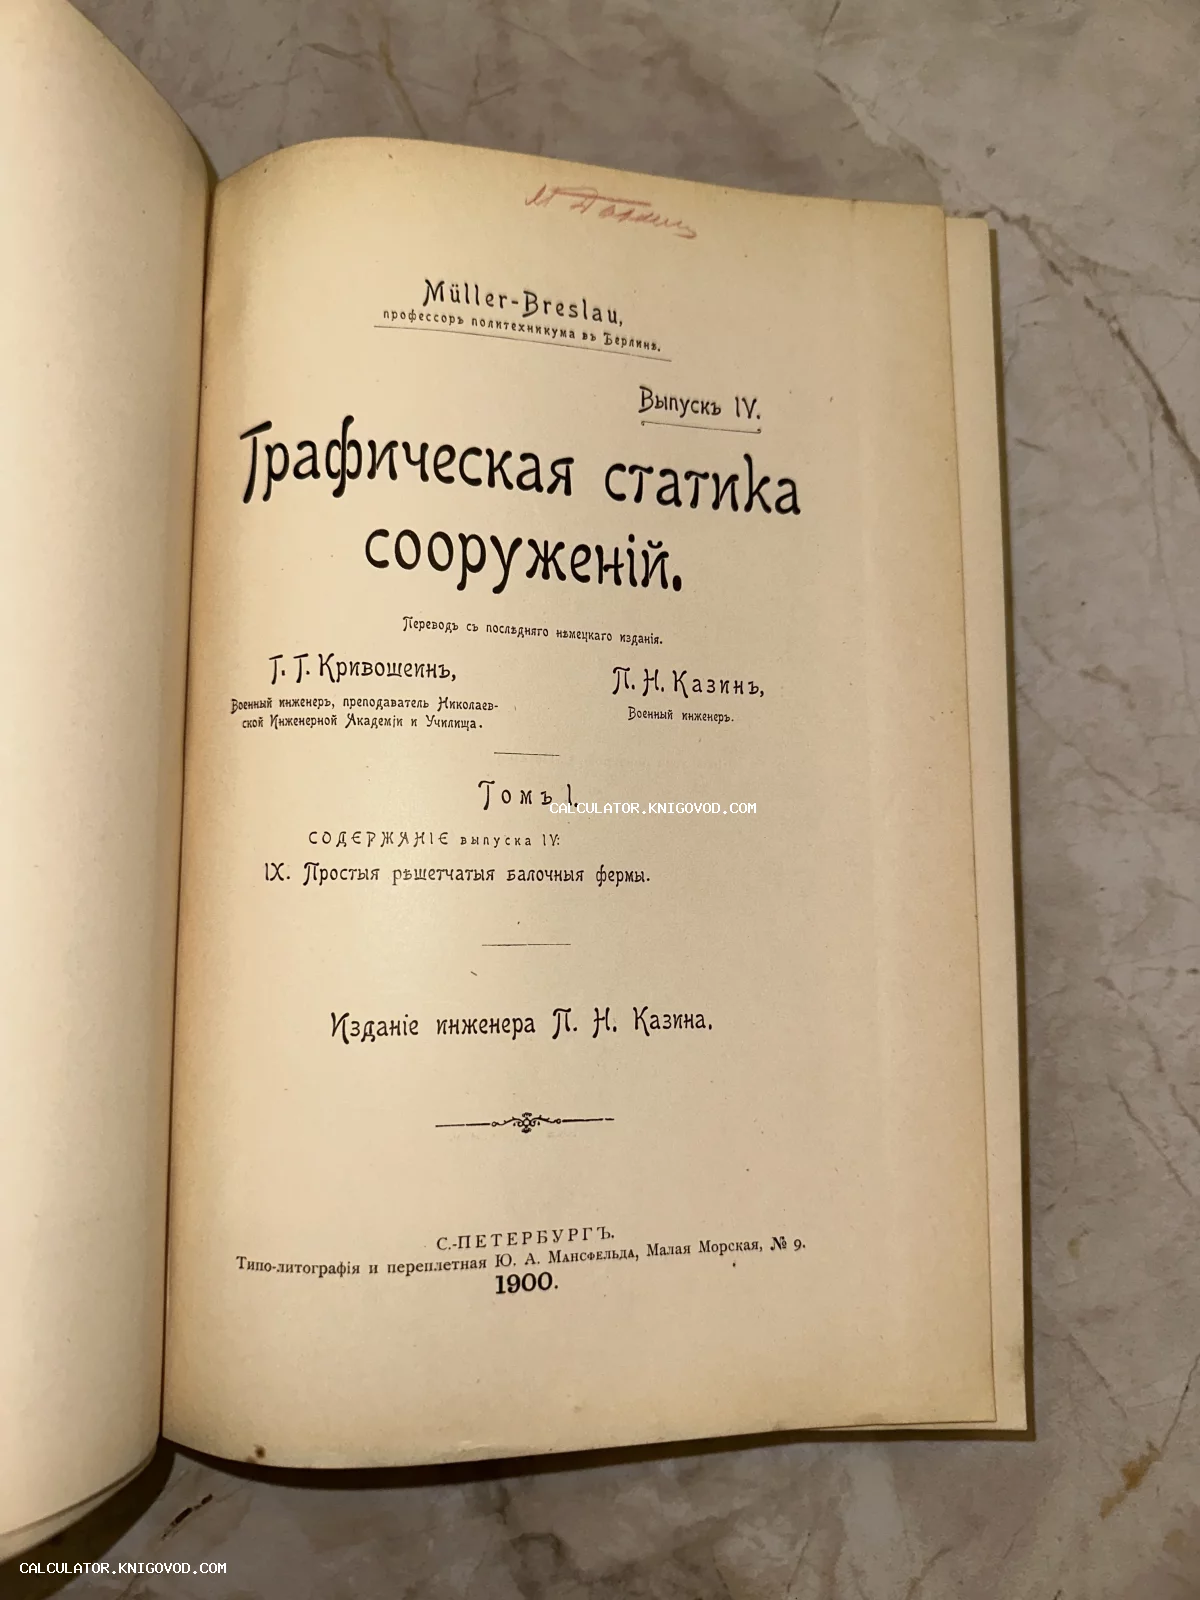 Müller-Breslau,
профессоръ политехникума въ Берлинѣ.
Выпускъ IV.
Графическая статика
сооруженій.
Переводъ съ послѣдняго нѣмецкаго изданія.
Г. Г. Кривошеинъ,
Военный инженеръ, преподаватель Николаев-
ской Инженерной Академіи и Училища.
П. Н. Казинъ,
Военный инженеръ.
Томъ I.
CALCULATOR.KNIGOVOD.COM
СОДЕРЖАНІЕ выпуска IV:
IX. Простыя рѣшетчатыя балочныя фермы.
Изданіе инженера П. Н. Казина.
С.-ПЕТЕРБУРГЪ.
Типо-литографія и переплетная Ю. А. Мансфельда, Малая Морская, № 9.
1900.
CALCULATOR.KNIGOVOD.COM